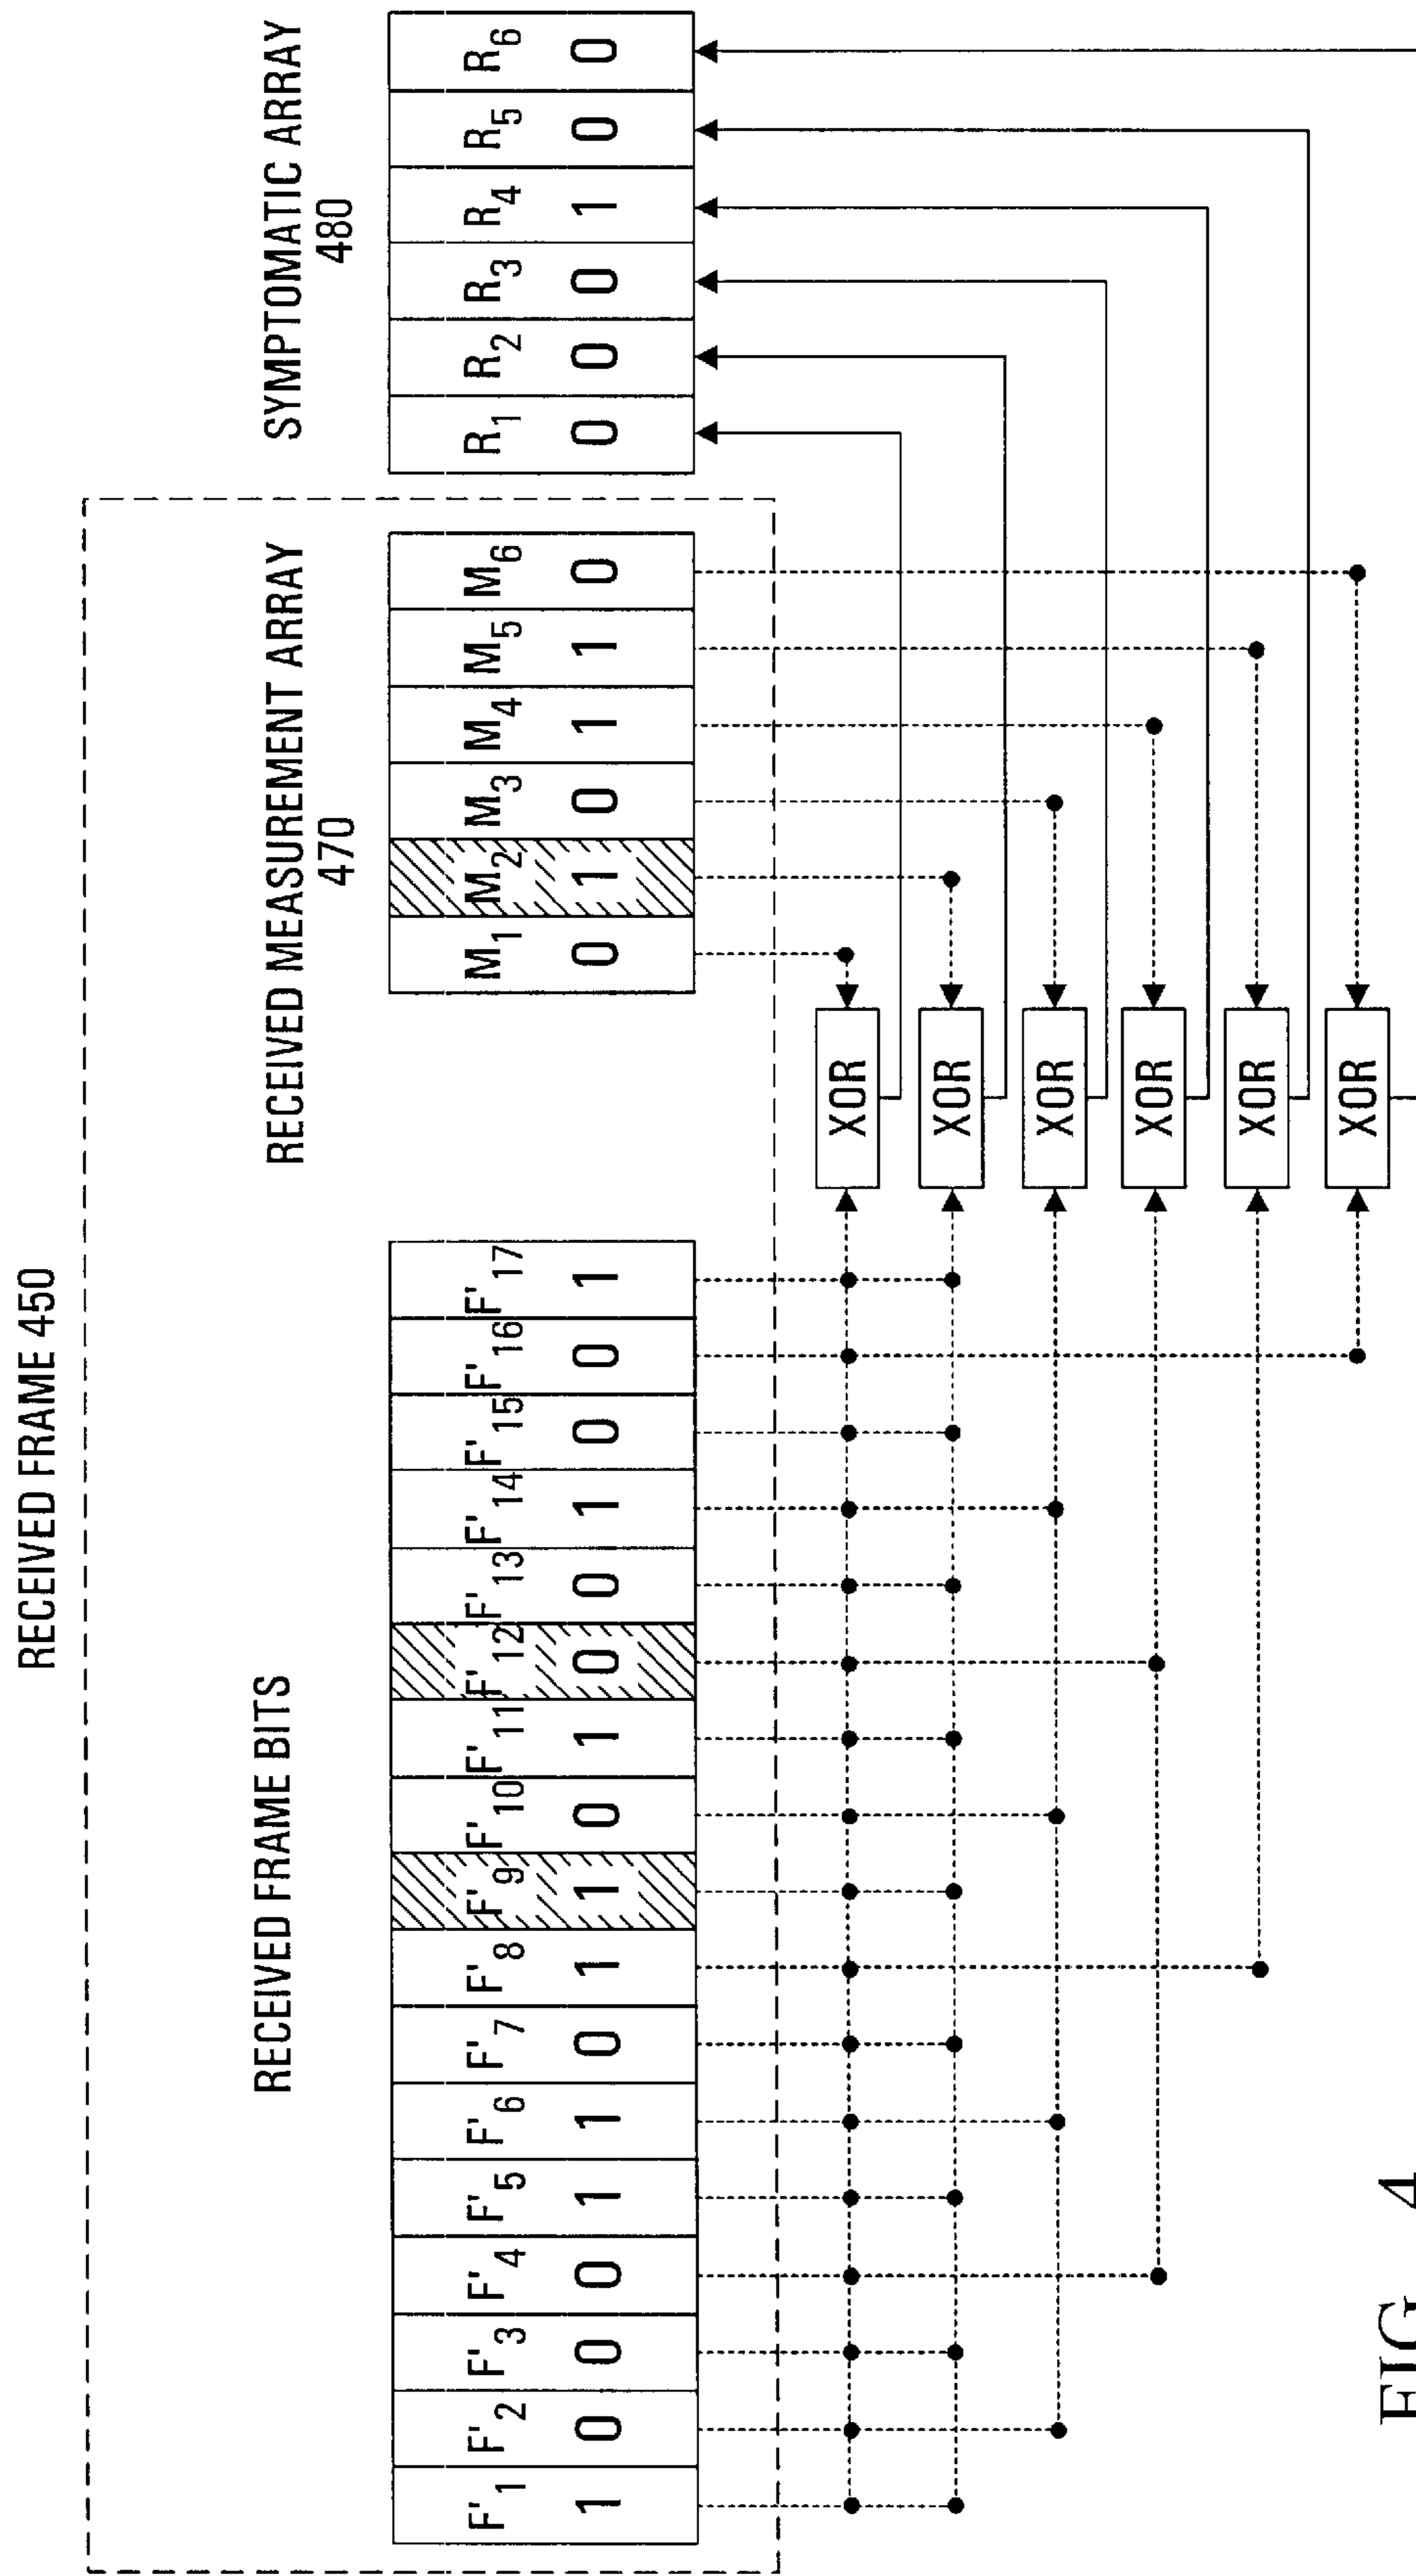 RECEIVED FRAME 450
RECEIVED FRAME BITS
RECEIVED MEASUREMENT ARRAY
470
SYMPTOMATIC ARRAY
480
F'1 F'2 F'3 F'4 F'5 F'6 F'7 F'8 F'9 F'10 F'11 F'12 F'13 F'14 F'15 F'16 F'17
1 0 0 0 1 1 0 1 1 0 1 0 0 1 0 0 1
M1 M2 M3 M4 M5 M6
0 1 0 1 1 0
R1 R2 R3 R4 R5 R6
0 0 0 1 0 0
XOR
XOR
XOR
XOR
XOR
XOR
FIG. 4